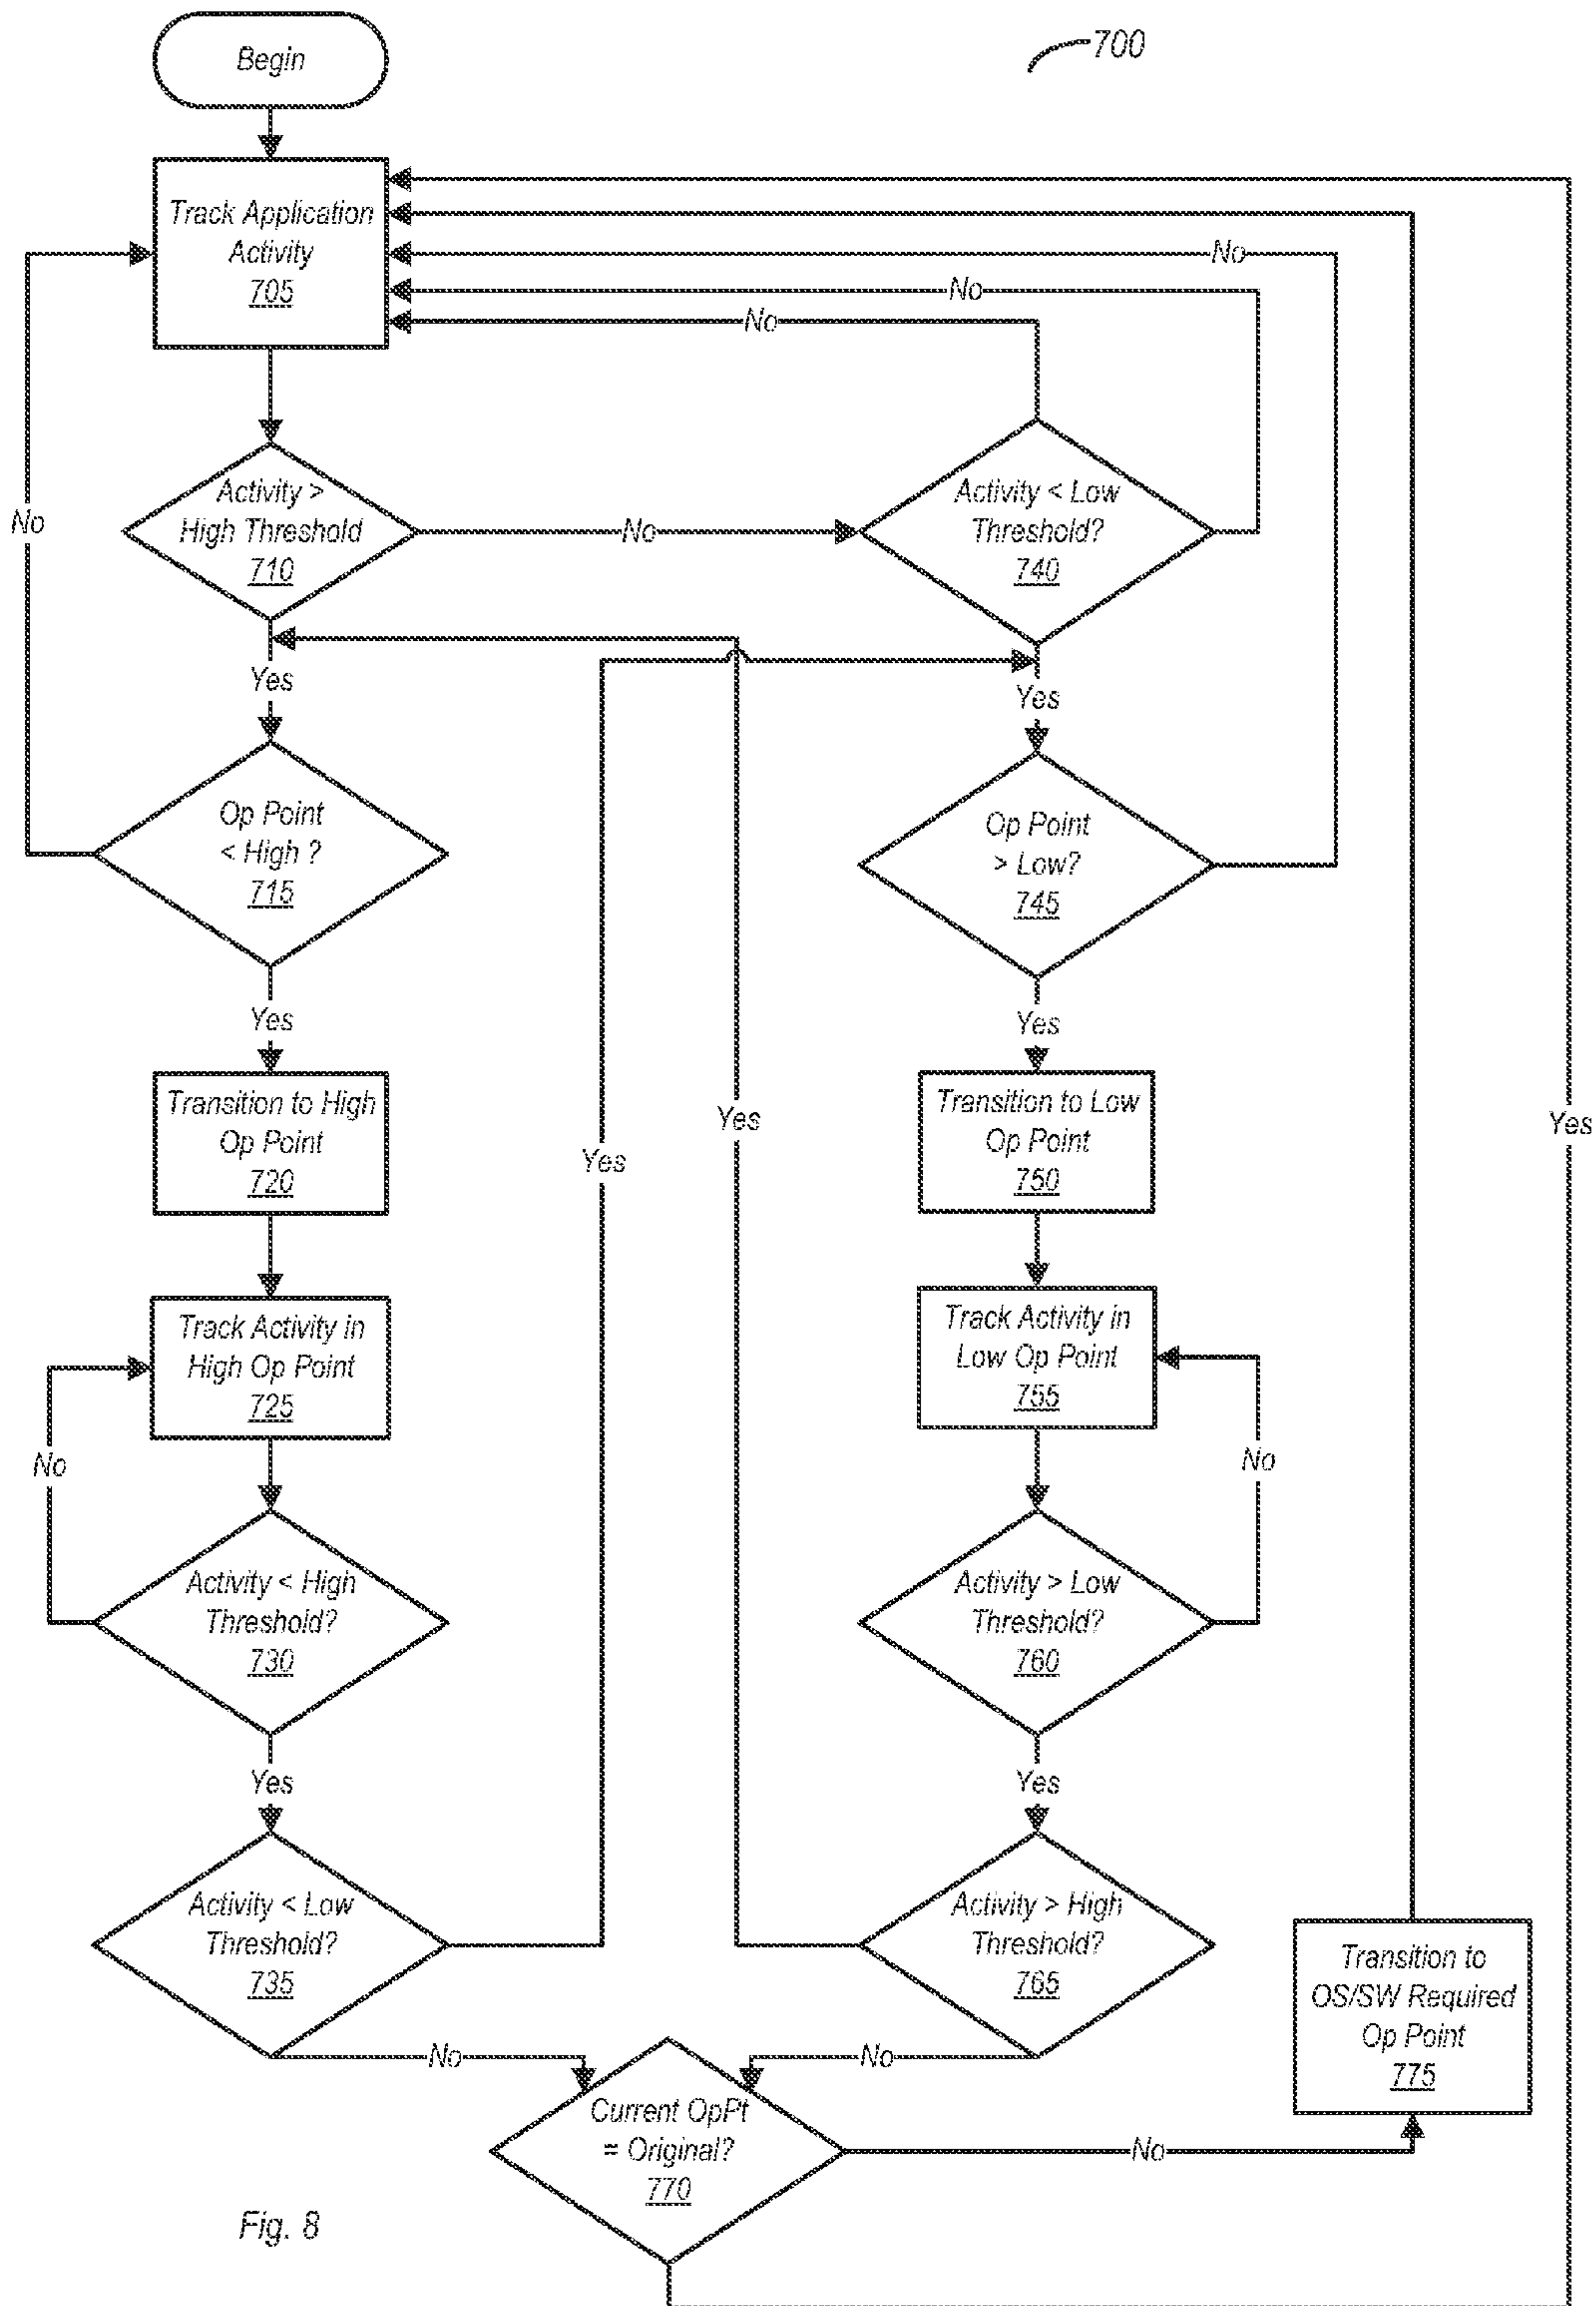 Begin
700
Track Application
Activity
705
No
No
No
Activity >
High Threshold
710
No
Activity < Low
Threshold?
740
No
Yes
Yes
Op Point
< High ?
715
Op Point
> Low?
745
Yes
Yes
Transition to High
Op Point
720
Yes
Yes
Transition to Low
Op Point
750
Yes
Track Activity in
High Op Point
725
Track Activity in
Low Op Point
755
No
No
Activity < High
Threshold?
730
Activity > Low
Threshold?
760
Yes
Yes
Activity < Low
Threshold?
735
Activity > High
Threshold?
765
Transition to
OS/SW Required
Op Point
775
No
No
Current OpPt
= Original?
770
No
Fig. 8